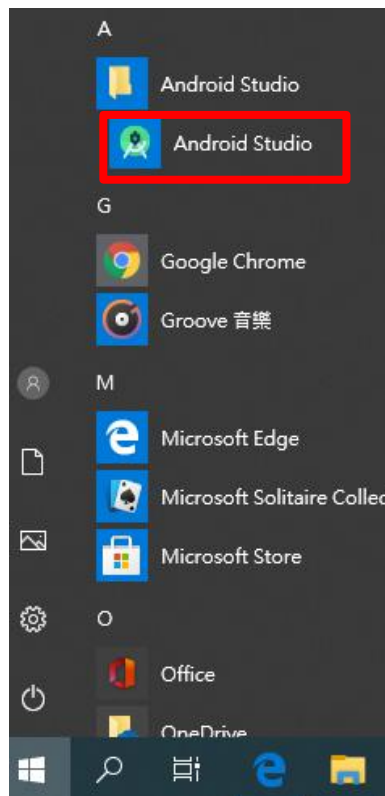 A
Android Studio
Android Studio
G
Google Chrome
Groove 音樂
M
Microsoft Edge
Microsoft Solitaire Collec
Microsoft Store
O
Office
OneDrive